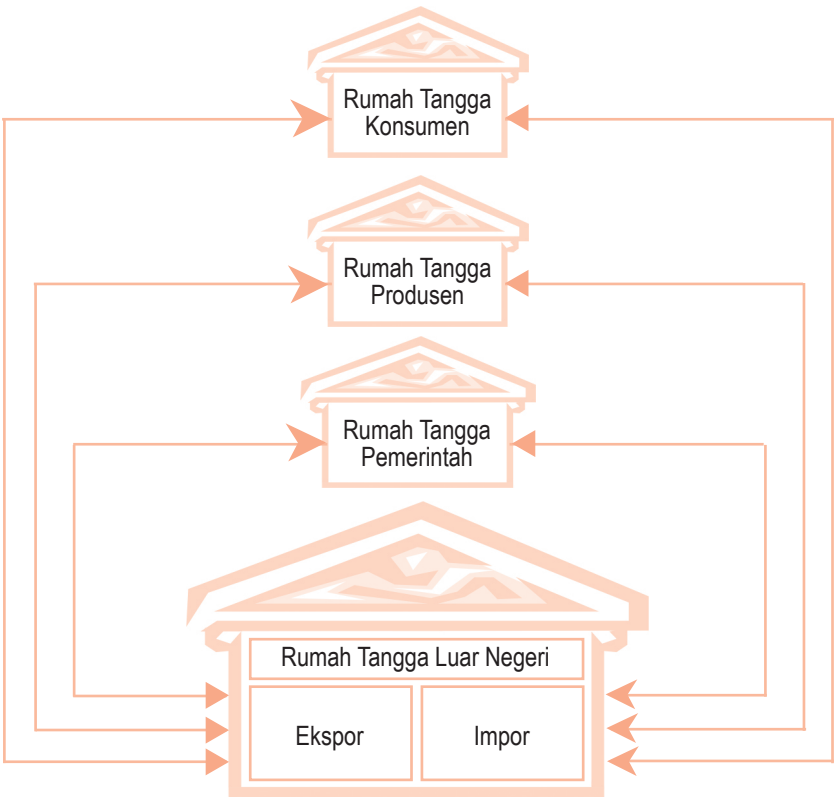 Rumah Tangga
Konsumen
Rumah Tangga
Produsen
Rumah Tangga
Pemerintah
Rumah Tangga Luar Negeri
Ekspor
Impor